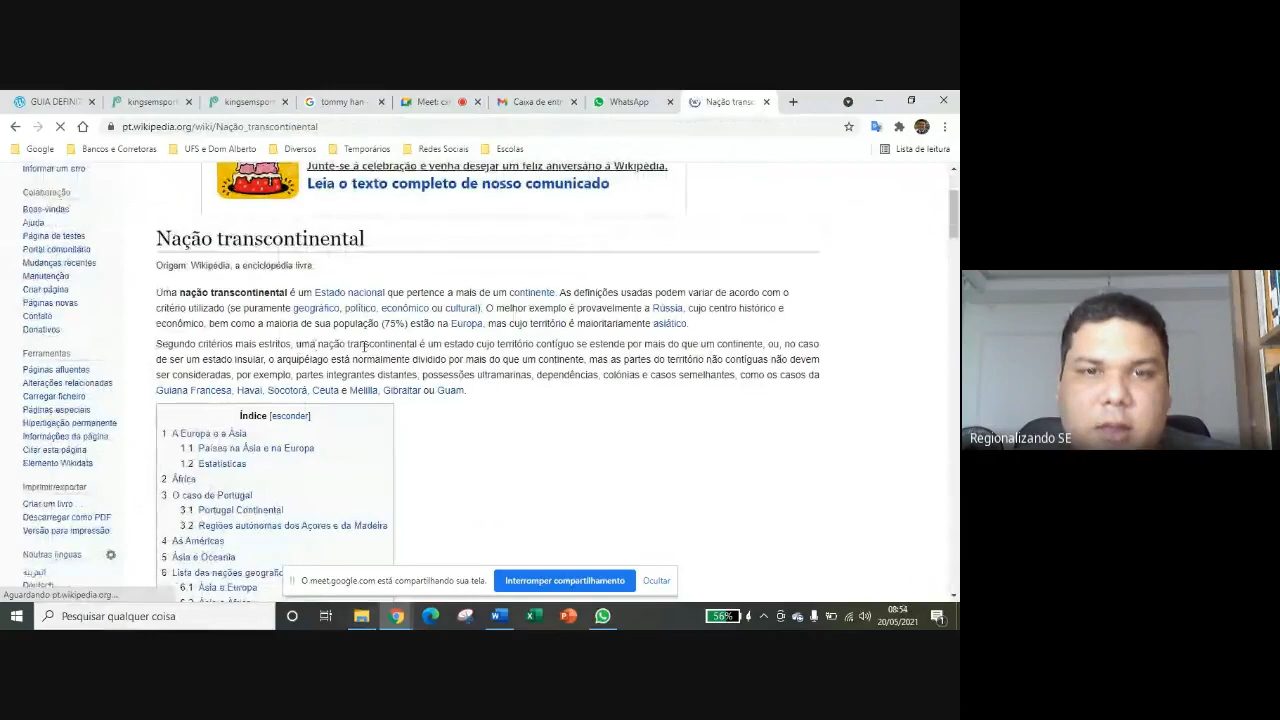 GUIA DEFINI
kingsemspor
kingsemspor
tommy han
Meet: cx
Caixa de entr
WhatsApp
Nação trans
pt.wikipedia.org/wiki/Nação_transcontinental
Google
Bancos e Corretoras
UFS e Dom Alberto
Diversos
Temporários
Redes Sociais
Escolas
Lista de leitura
Informar um erro
Colaboração
Boas-vindas
Ajuda
Página de testes
Portal comunitário
Mudanças recentes
Manutenção
Criar página
Páginas novas
Contato
Donativos
Ferramentas
Páginas afluentes
Alterações relacionadas
Carregar ficheiro
Páginas especiais
Hiperligação permanente
Informações da página
Citar esta página
Elemento Wikidata
Imprimir/exportar
Criar um livro
Descarregar como PDF
Versão para impressão
Noutras línguas
العربية
Deutsch
Aguardando pt.wikipedia.org...
Junte-se à celebração e venha desejar um feliz aniversário à Wikipédia.
Leia o texto completo de nosso comunicado
Nação transcontinental
Origem: Wikipédia, a enciclopédia livre.
Uma nação transcontinental é um Estado nacional que pertence a mais de um continente. As definições usadas podem variar de acordo com o
critério utilizado (se puramente geográfico, político, econômico ou cultural). O melhor exemplo é provavelmente a Rússia, cujo centro histórico e
econômico, bem como a maioria de sua população (75%) estão na Europa, mas cujo território é maioritariamente asiático.
Segundo critérios mais estritos, uma nação transcontinental é um estado cujo território contíguo se estende por mais do que um continente, ou, no caso
de ser um estado insular, o arquipélago está normalmente dividido por mais do que um continente, mas as partes do território não contíguas não devem
ser consideradas, por exemplo, partes integrantes distantes, possessões ultramarinas, dependências, colónias e casos semelhantes, como os casos da
Guiana Francesa, Havaí, Socotorá, Ceuta e Melilla, Gibraltar ou Guam.
Índice [esconder]
1 A Europa e a Ásia
1.1 Países na Ásia e na Europa
1.2 Estatísticas
2 África
3 O caso de Portugal
3.1 Portugal Continental
3.2 Regiões autónomas dos Açores e da Madeira
4 As Américas
5 Ásia e Oceania
6 Lista das nações geografic
6.1 Ásia e Europa
6.2 Ásia e África
O meet.google.com está compartilhando sua tela.
Interromper compartilhamento
Ocultar
Pesquisar qualquer coisa
56%
08:54
20/05/2021
1
Regionalizando SE